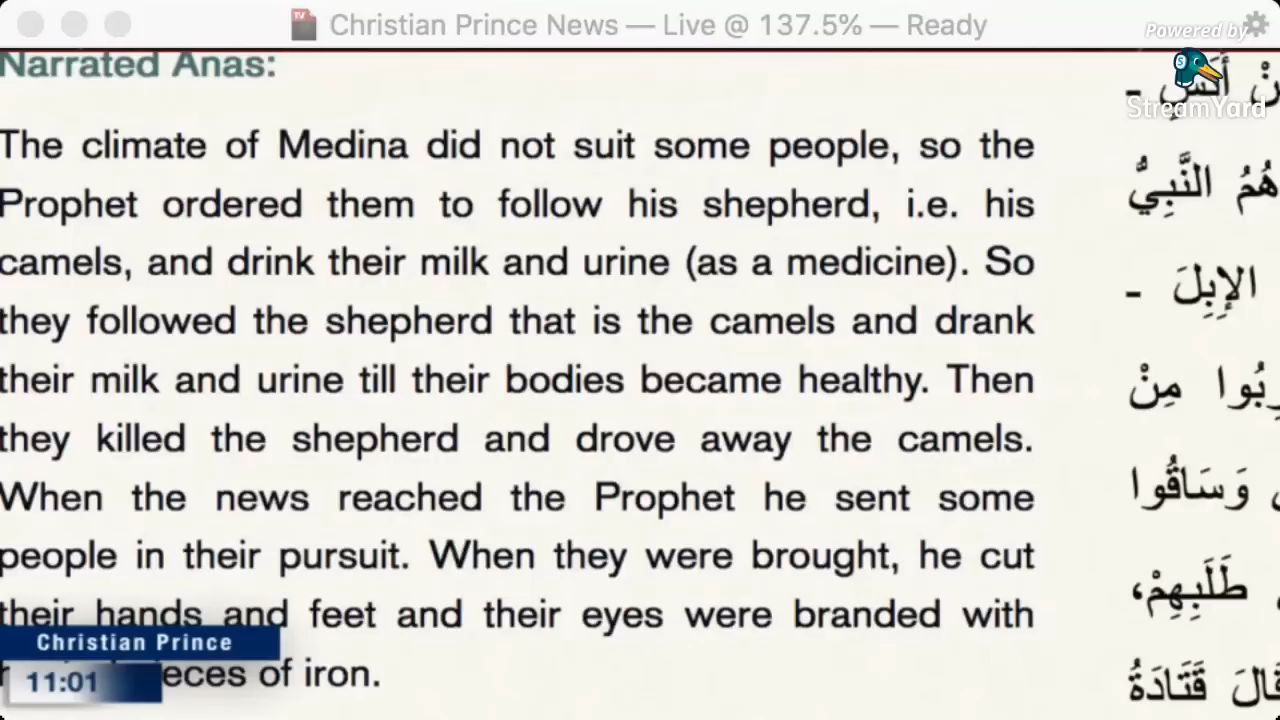 Christian Prince News — Live @ 137.5% — Ready
Powered by
StreamYard
Narrated Anas:
The climate of Medina did not suit some people, so the
Prophet ordered them to follow his shepherd, i.e. his
camels, and drink their milk and urine (as a medicine). So
they followed the shepherd that is the camels and drank
their milk and urine till their bodies became healthy. Then
they killed the shepherd and drove away the camels.
When the news reached the Prophet he sent some
people in their pursuit. When they were brought, he cut
their hands and feet and their eyes were branded with
of iron.
أَنَسٍ ـ
هُمُ النَّبِيُّ
الإِبِلَ ـ
مِنْ
وَسَاقُوا
طَلَبِهِمْ،
قَتَادَةُ
Christian Prince
11:01